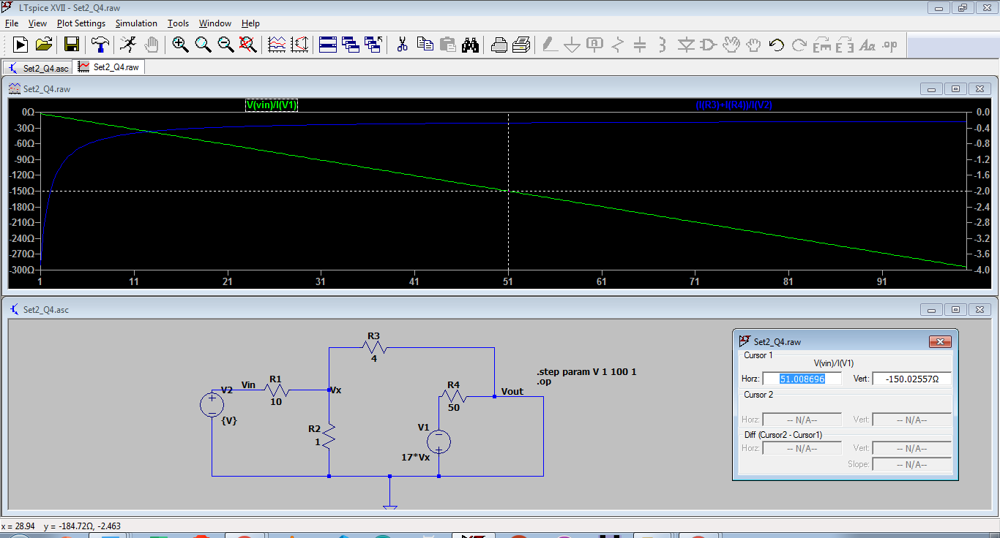 LTspice XVII - Set2_Q4.raw
File View Plot Settings Simulation Tools Window Help
Set2_Q4.asc Set2_Q4.raw
Set2_Q4.raw
V(vin)/I(V1) (I(R3)+I(R4))/I(V2)
0Ω 0.0
-30Ω -0.4
-60Ω -0.8
-90Ω -1.2
-120Ω -1.6
-150Ω -2.0
-180Ω -2.4
-210Ω -2.8
-240Ω -3.2
-270Ω -3.6
-300Ω -4.0
1 11 21 31 41 51 61 71 81 91
Set2_Q4.asc
R3
4
.step param V 1 100 1
.op
R1
10
V2 Vin Vx
{V}
R4
50
Vout
R2
1
V1
17*Vx
Set2_Q4.raw
Cursor 1
V(vin)/I(V1)
Horz: 51.008696 Vert: -150.02557Ω
Cursor 2
Horz: -- N/A-- Vert: -- N/A--
Diff (Cursor2 - Cursor1)
Horz: -- N/A-- Vert: -- N/A--
Slope: -- N/A--
x = 28.94 y = -184.72Ω, -2.463